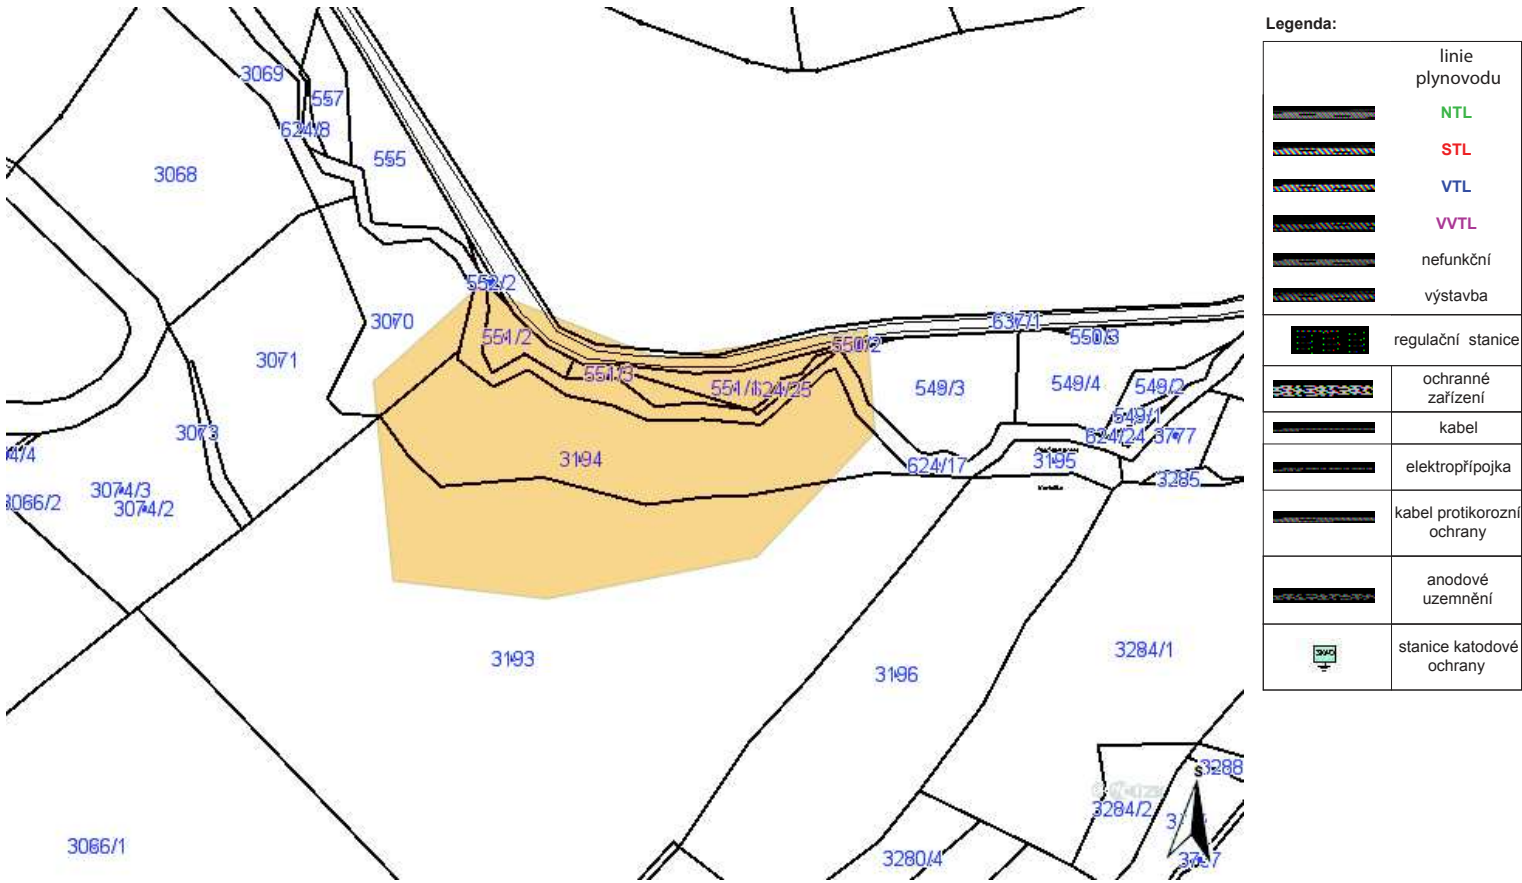 Legenda:
linie
plynovodu
NTL
STL
VTL
VVTL
nefunkční
výstavba
regulační stanice
ochranné
zařízení
kabel
elektropřípojka
kabel protikorozní
ochrany
anodové
uzemnění
stanice katodové
ochrany
3069
557
624/8
555
3068
552/2
3070
551/2
637/1
550/3
550/2
3071
551/3
624/25
549/3
549/4
549/2
549/1
3073
624/24
3777
3194
624/17
3195
3285
3074/3
3066/2
3074/2
3193
3284/1
3196
3288
S
3284/2
3066/1
3280/4